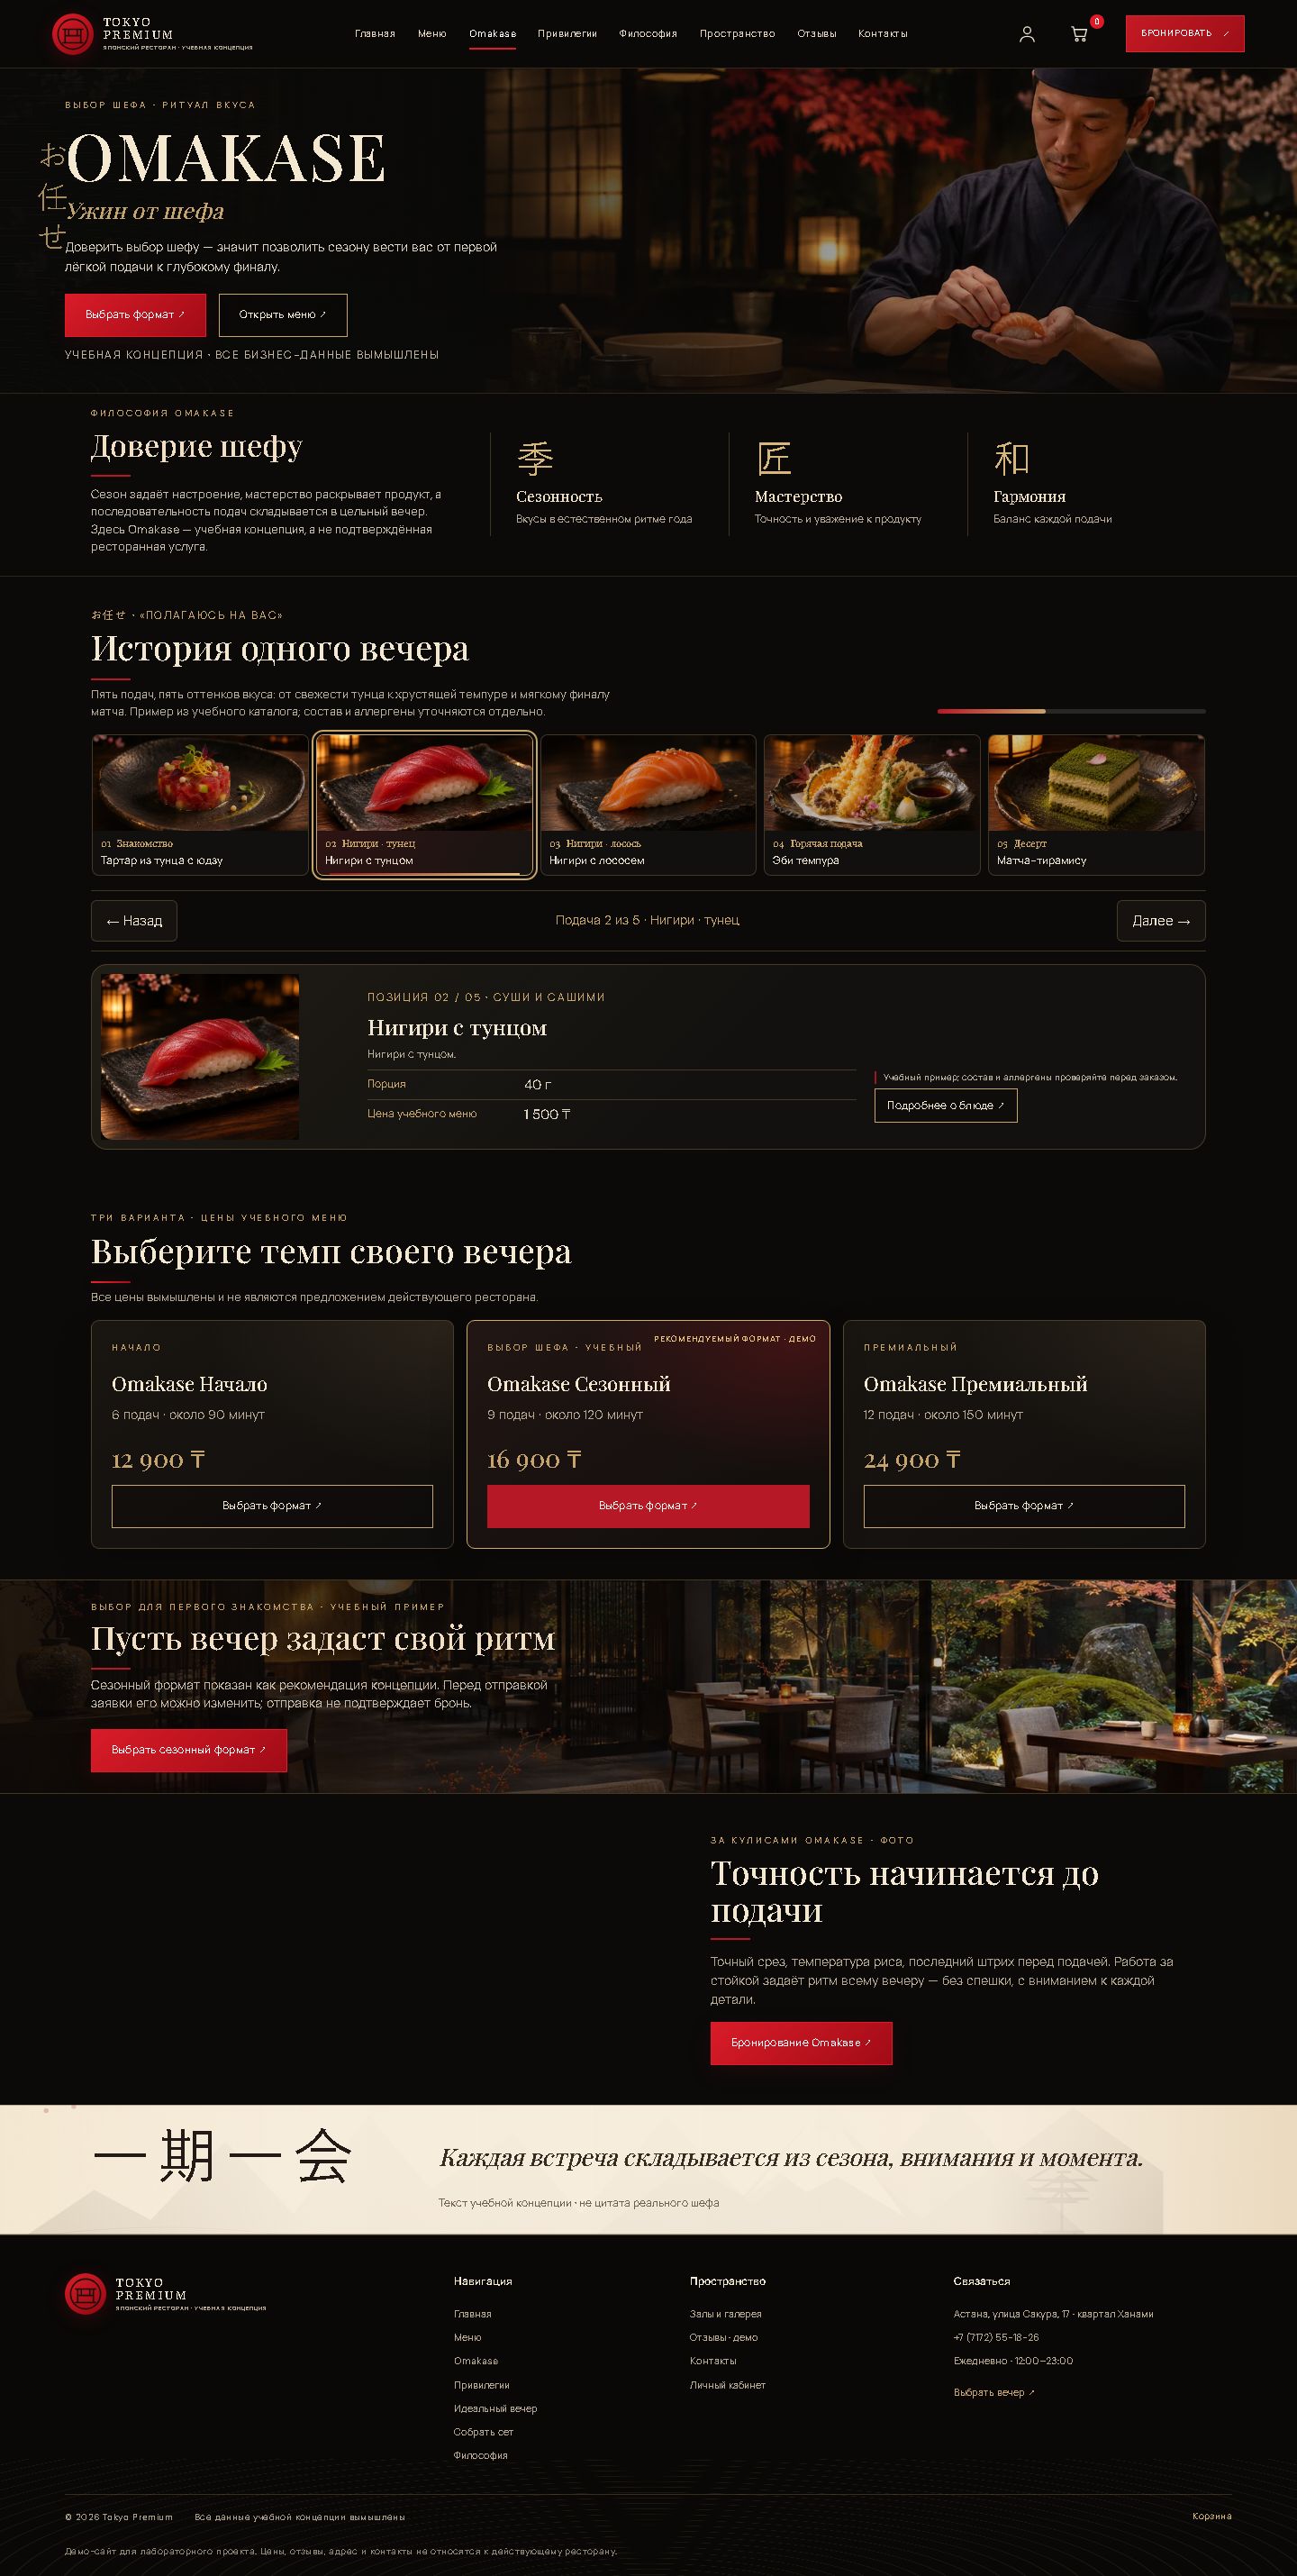 TOKYO
PREMIUM
ЯПОНСКИЙ РЕСТОРАН · УЧЕБНАЯ КОНЦЕПЦИЯ
Главная
Меню
Omakase
Привилегии
Философия
Пространство
Отзывы
Контакты
0
БРОНИРОВАТЬ ↗
ВЫБОР ШЕФА · РИТУАЛ ВКУСА
お任せ
OMAKASE
Ужин от шефа
Доверить выбор шефу — значит позволить сезону вести вас от первой
лёгкой подачи к глубокому финалу.
Выбрать формат ↗
Открыть меню ↗
УЧЕБНАЯ КОНЦЕПЦИЯ · ВСЕ БИЗНЕС-ДАННЫЕ ВЫМЫШЛЕНЫ
ФИЛОСОФИЯ OMAKASE
Доверие шефу
Сезон задаёт настроение, мастерство раскрывает продукт, а
последовательность подач складывается в цельный вечер.
Здесь Omakase — учебная концепция, а не подтверждённая
ресторанная услуга.
季
Сезонность
Вкусы в естественном ритме года
匠
Мастерство
Точность и уважение к продукту
和
Гармония
Баланс каждой подачи
お任せ · «ПОЛАГАЮСЬ НА ВАС»
История одного вечера
Пять подач, пять оттенков вкуса: от свежести тунца к хрустящей темпуре и мягкому финалу
матча. Пример из учебного каталога; состав и аллергены уточняются отдельно.
01 Знакомство
Тартар из тунца с юдзу
02 Нигири · тунец
Нигири с тунцом
03 Нигири · лосось
Нигири с лососем
04 Горячая подача
Эби темпура
05 Десерт
Матча-тирамису
← Назад
Подача 2 из 5 · Нигири · тунец
Далее →
ПОЗИЦИЯ 02 / 05 · СУШИ И САШИМИ
Нигири с тунцом
Нигири с тунцом.
Порция 40 г
Цена учебного меню 1 500 ₸
Учебный пример; состав и аллергены проверяйте перед заказом.
Подробнее о блюде ↗
ТРИ ВАРИАНТА · ЦЕНЫ УЧЕБНОГО МЕНЮ
Выберите темп своего вечера
Все цены вымышлены и не являются предложением действующего ресторана.
НАЧАЛО
Omakase Начало
6 подач · около 90 минут
12 900 ₸
Выбрать формат ↗
РЕКОМЕНДУЕМЫЙ ФОРМАТ · ДЕМО
ВЫБОР ШЕФА · УЧЕБНЫЙ
Omakase Сезонный
9 подач · около 120 минут
16 900 ₸
Выбрать формат ↗
ПРЕМИАЛЬНЫЙ
Omakase Премиальный
12 подач · около 150 минут
24 900 ₸
Выбрать формат ↗
ВЫБОР ДЛЯ ПЕРВОГО ЗНАКОМСТВА · УЧЕБНЫЙ ПРИМЕР
Пусть вечер задаст свой ритм
Сезонный формат показан как рекомендация концепции. Перед отправкой
заявки его можно изменить; отправка не подтверждает бронь.
Выбрать сезонный формат ↗
ЗА КУЛИСАМИ OMAKASE · ФОТО
Точность начинается до
подачи
Точный срез, температура риса, последний штрих перед подачей. Работа за
стойкой задаёт ритм всему вечеру — без спешки, с вниманием к каждой
детали.
Бронирование Omakase ↗
一期一会
Каждая встреча складывается из сезона, внимания и момента.
Текст учебной концепции · не цитата реального шефа
TOKYO
PREMIUM
ЯПОНСКИЙ РЕСТОРАН · УЧЕБНАЯ КОНЦЕПЦИЯ
Навигация
Главная
Меню
Omakase
Привилегии
Идеальный вечер
Собрать сет
Философия
Пространство
Залы и галерея
Отзывы · демо
Контакты
Личный кабинет
Связаться
Астана, улица Сакура, 17 · квартал Ханами
+7 (7172) 55-18-26
Ежедневно · 12:00–23:00
Выбрать вечер ↗
© 2026 Tokyo Premium
Все данные учебной концепции вымышлены
Корзина
Демо-сайт для лабораторного проекта. Цены, отзывы, адрес и контакты не относятся к действующему ресторану.